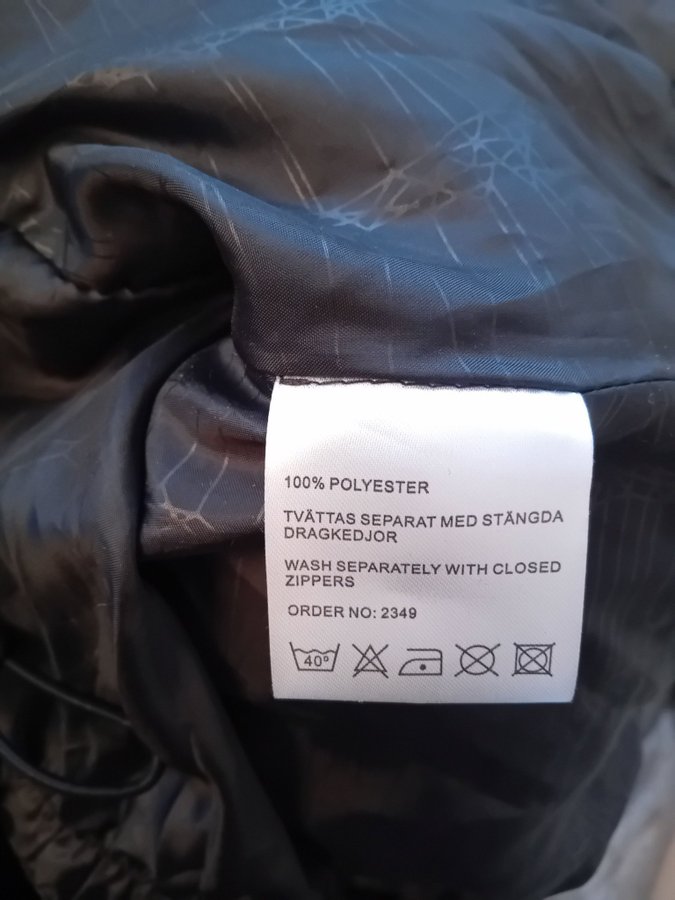 100% POLYESTER
TVÄTTAS SEPARAT MED STÄNGDA
DRAGKEDJOR
WASH SEPARATELY WITH CLOSED
ZIPPERS
ORDER NO: 2349
40°